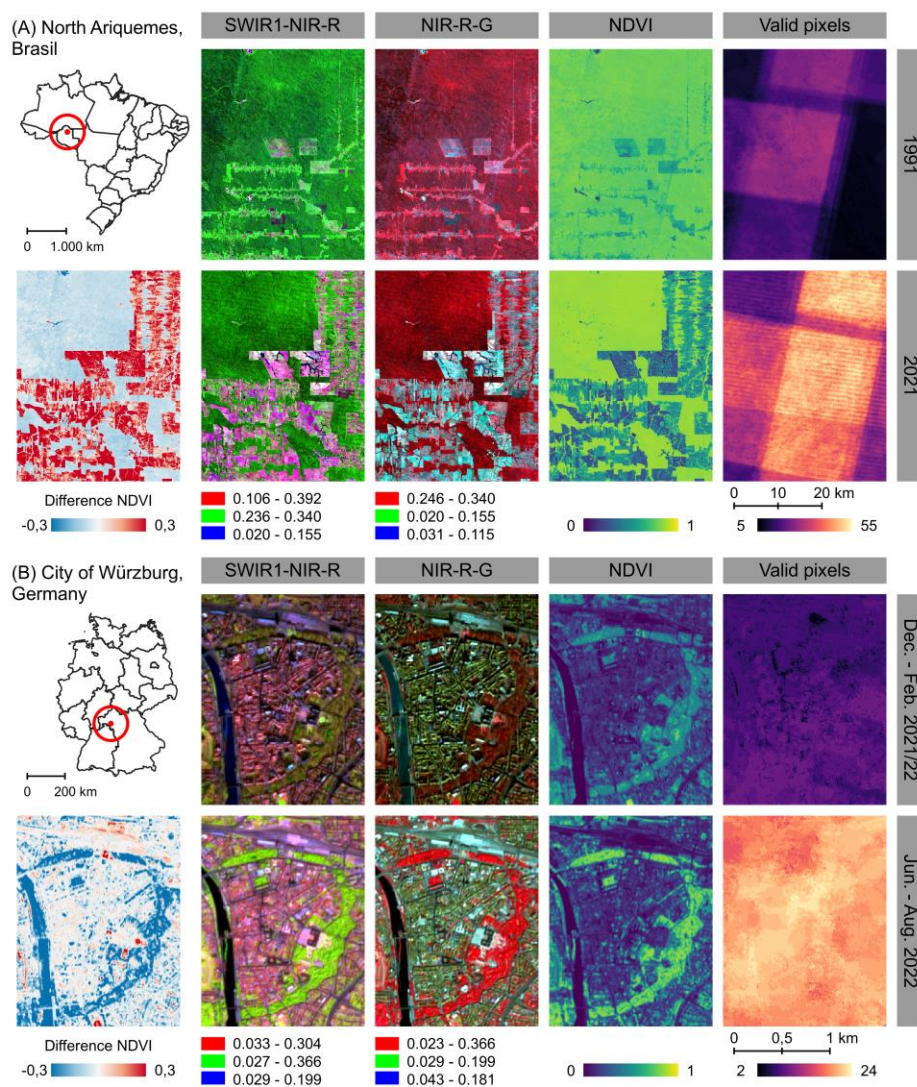 (A) North Ariquemes,
Brasil
SWIR1-NIR-R
NIR-R-G
NDVI
Valid pixels
0 1.000 km
1991
2021
Difference NDVI
-0,3 0,3
0.106 - 0.392
0.236 - 0.340
0.020 - 0.155
0.246 - 0.340
0.020 - 0.155
0.031 - 0.115
0 1
0 10 20 km
5 55
(B) City of Würzburg,
Germany
SWIR1-NIR-R
NIR-R-G
NDVI
Valid pixels
0 200 km
Dec. - Feb. 2021/22
Jun. - Aug. 2022
Difference NDVI
-0,3 0,3
0.033 - 0.304
0.027 - 0.366
0.029 - 0.199
0.023 - 0.366
0.029 - 0.199
0.043 - 0.181
0 1
0 0,5 1 km
2 24